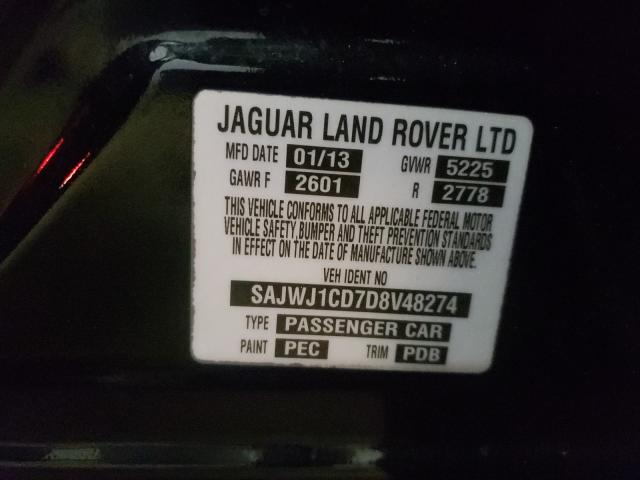 JAGUAR LAND ROVER LTD
MFD DATE 01/13 GVWR 5225
GAWR F 2601 R 2778
THIS VEHICLE CONFORMS TO ALL APPLICABLE FEDERAL MOTOR
VEHICLE SAFETY BUMPER AND THEFT PREVENTION STANDARDS
IN EFFECT ON THE DATE OF MANUFACTURE SHOWN ABOVE.
VEH IDENT NO
SAJWJ1CD7D8V48274
TYPE PASSENGER CAR
PAINT PEC TRIM PDB